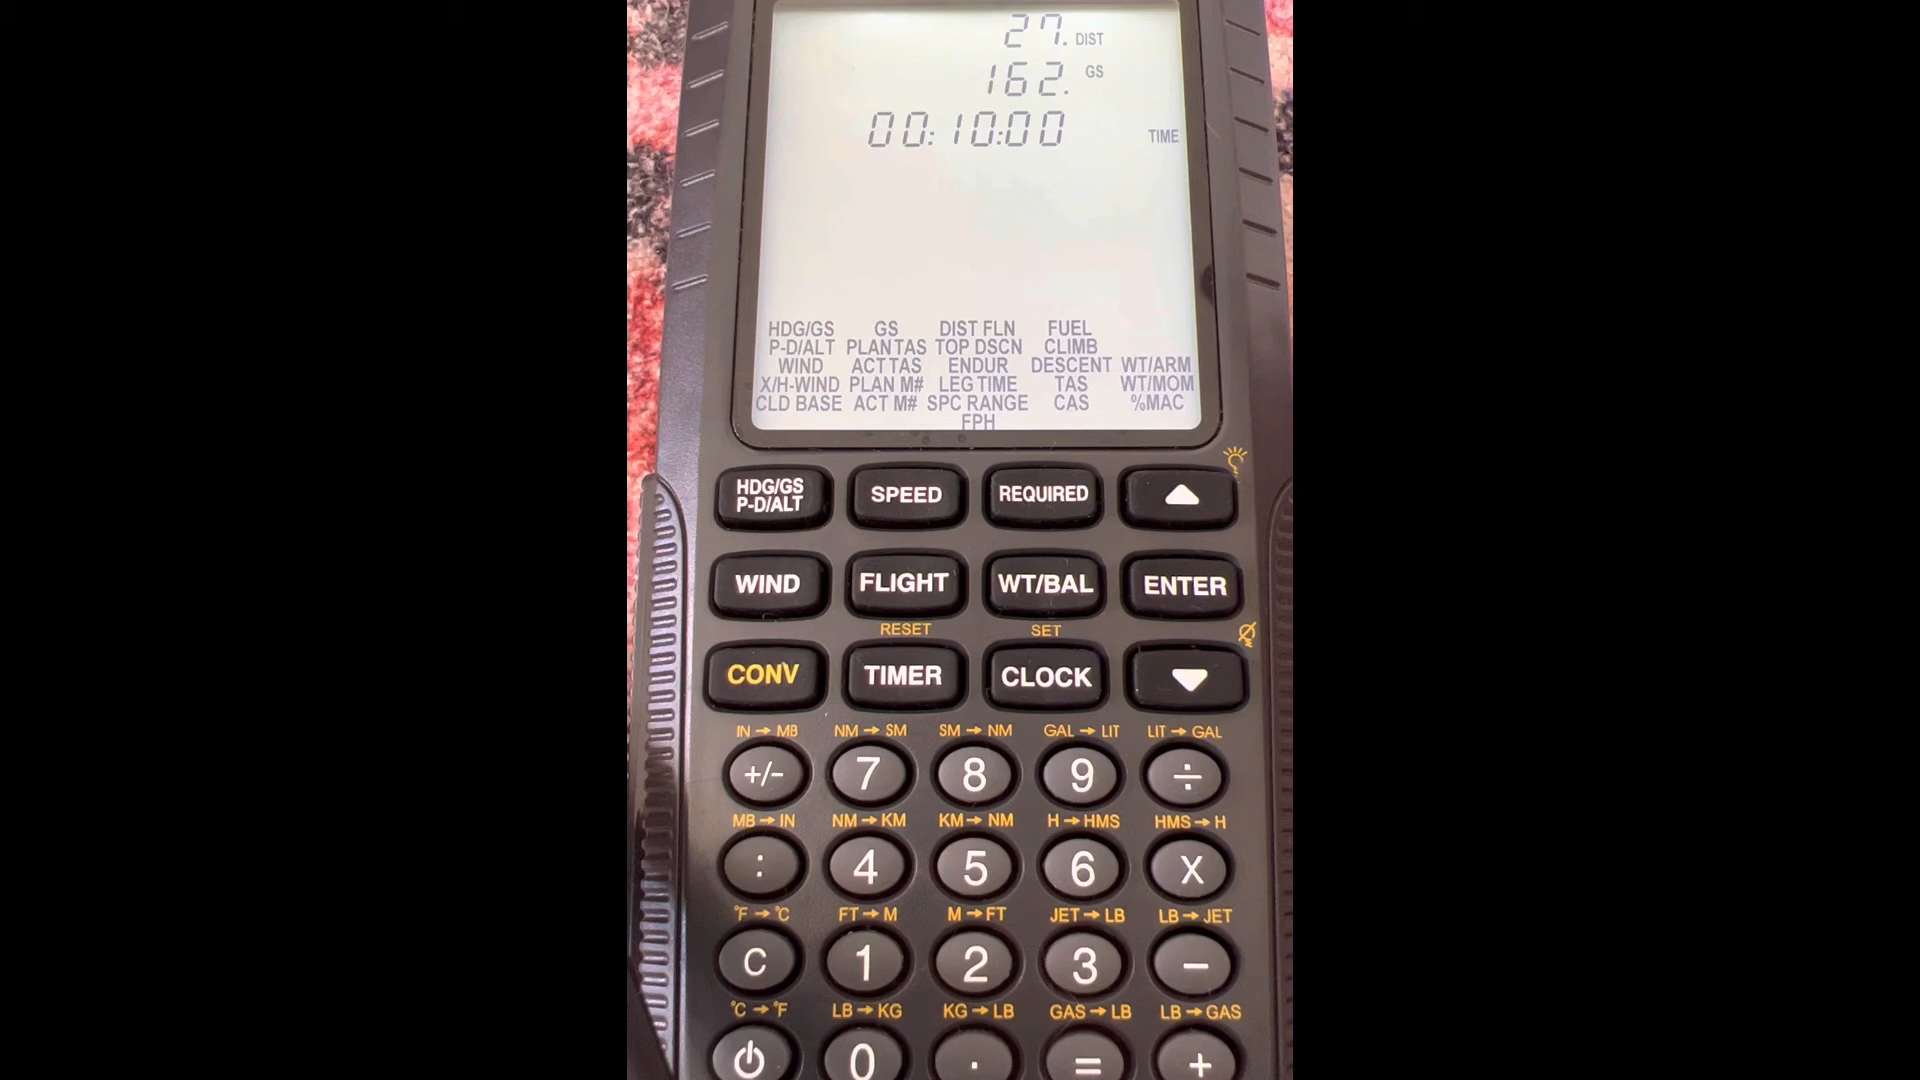 27. DIST
162. GS
00:10:00 TIME
HDG/GS GS DIST FLN FUEL
P-D/ALT PLAN TAS TOP DSCN CLIMB
WIND ACT TAS ENDUR DESCENT WT/ARM
X/H-WIND PLAN M# LEG TIME TAS WT/MOM
CLD BASE ACT M# SPC RANGE CAS %MAC
FPH
HDG/GS
P-D/ALT SPEED REQUIRED
WIND FLIGHT WT/BAL ENTER
RESET SET
CONV TIMER CLOCK
IN → MB NM → SM SM → NM GAL → LIT LIT → GAL
+/- 7 8 9 ÷
MB → IN NM → KM KM → NM H → HMS HMS → H
: 4 5 6 X
°F → °C FT → M M → FT JET → LB LB → JET
C 1 2 3 −
°C → °F LB → KG KG → LB GAS → LB LB → GAS
0 . = +